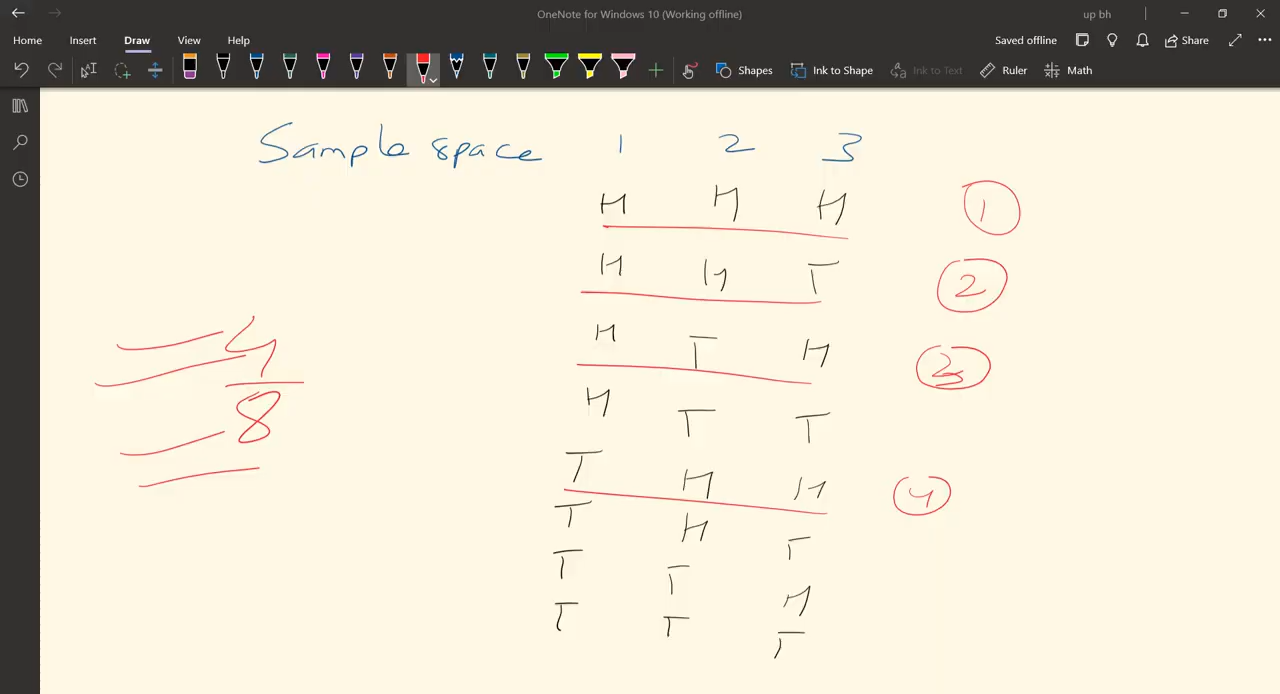 OneNote for Windows 10 (Working offline)
up bh
Home Insert Draw View Help
Saved offline
Share
Shapes
Ink to Shape
Ink to Text
Ruler
Math
Sample space 1 2 3
H H H 1
H H T 2
H T H 3
H T T
T H H 4
T H T
T T H
T T T
4
8